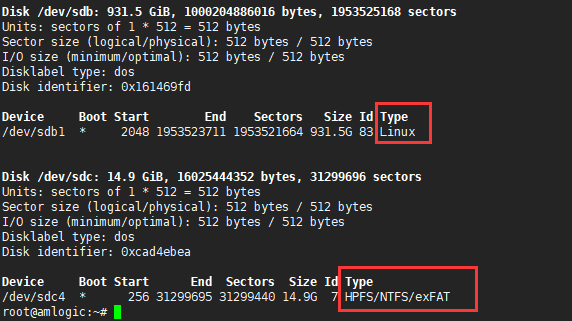 Disk /dev/sdb: 931.5 GiB, 1000204886016 bytes, 1953525168 sectors
Units: sectors of 1 * 512 = 512 bytes
Sector size (logical/physical): 512 bytes / 512 bytes
I/O size (minimum/optimal): 512 bytes / 512 bytes
Disklabel type: dos
Disk identifier: 0x161469fd
Device Boot Start End Sectors Size Id Type
/dev/sdb1 * 2048 1953523711 1953521664 931.5G 83 Linux
Disk /dev/sdc: 14.9 GiB, 16025444352 bytes, 31299696 sectors
Units: sectors of 1 * 512 = 512 bytes
Sector size (logical/physical): 512 bytes / 512 bytes
I/O size (minimum/optimal): 512 bytes / 512 bytes
Disklabel type: dos
Disk identifier: 0xcad4ebea
Device Boot Start End Sectors Size Id Type
/dev/sdc4 * 256 31299695 31299440 14.9G 7 HPFS/NTFS/exFAT
root@amlogic:~#